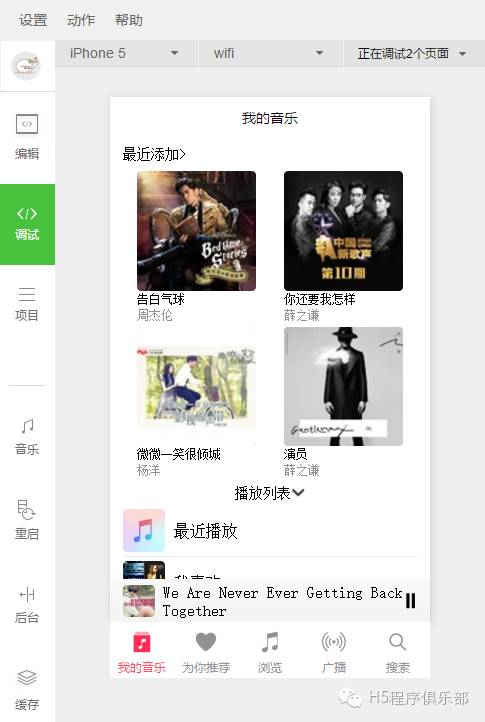 设置 动作 帮助
iPhone 5 wifi 正在调试2个页面
编辑
调试
项目
音乐
重启
后台
缓存
我的音乐
最近添加>
Bedtime
Stories
中国
新歌声
第10期
告白气球 你还要我怎样
周杰伦 薛之谦
微微一笑很倾城 演员
杨洋 薛之谦
播放列表
最近播放
我喜欢
We Are Never Ever Getting Back
Together
我的音乐 为你推荐 浏览 广播 搜索
H5程序俱乐部